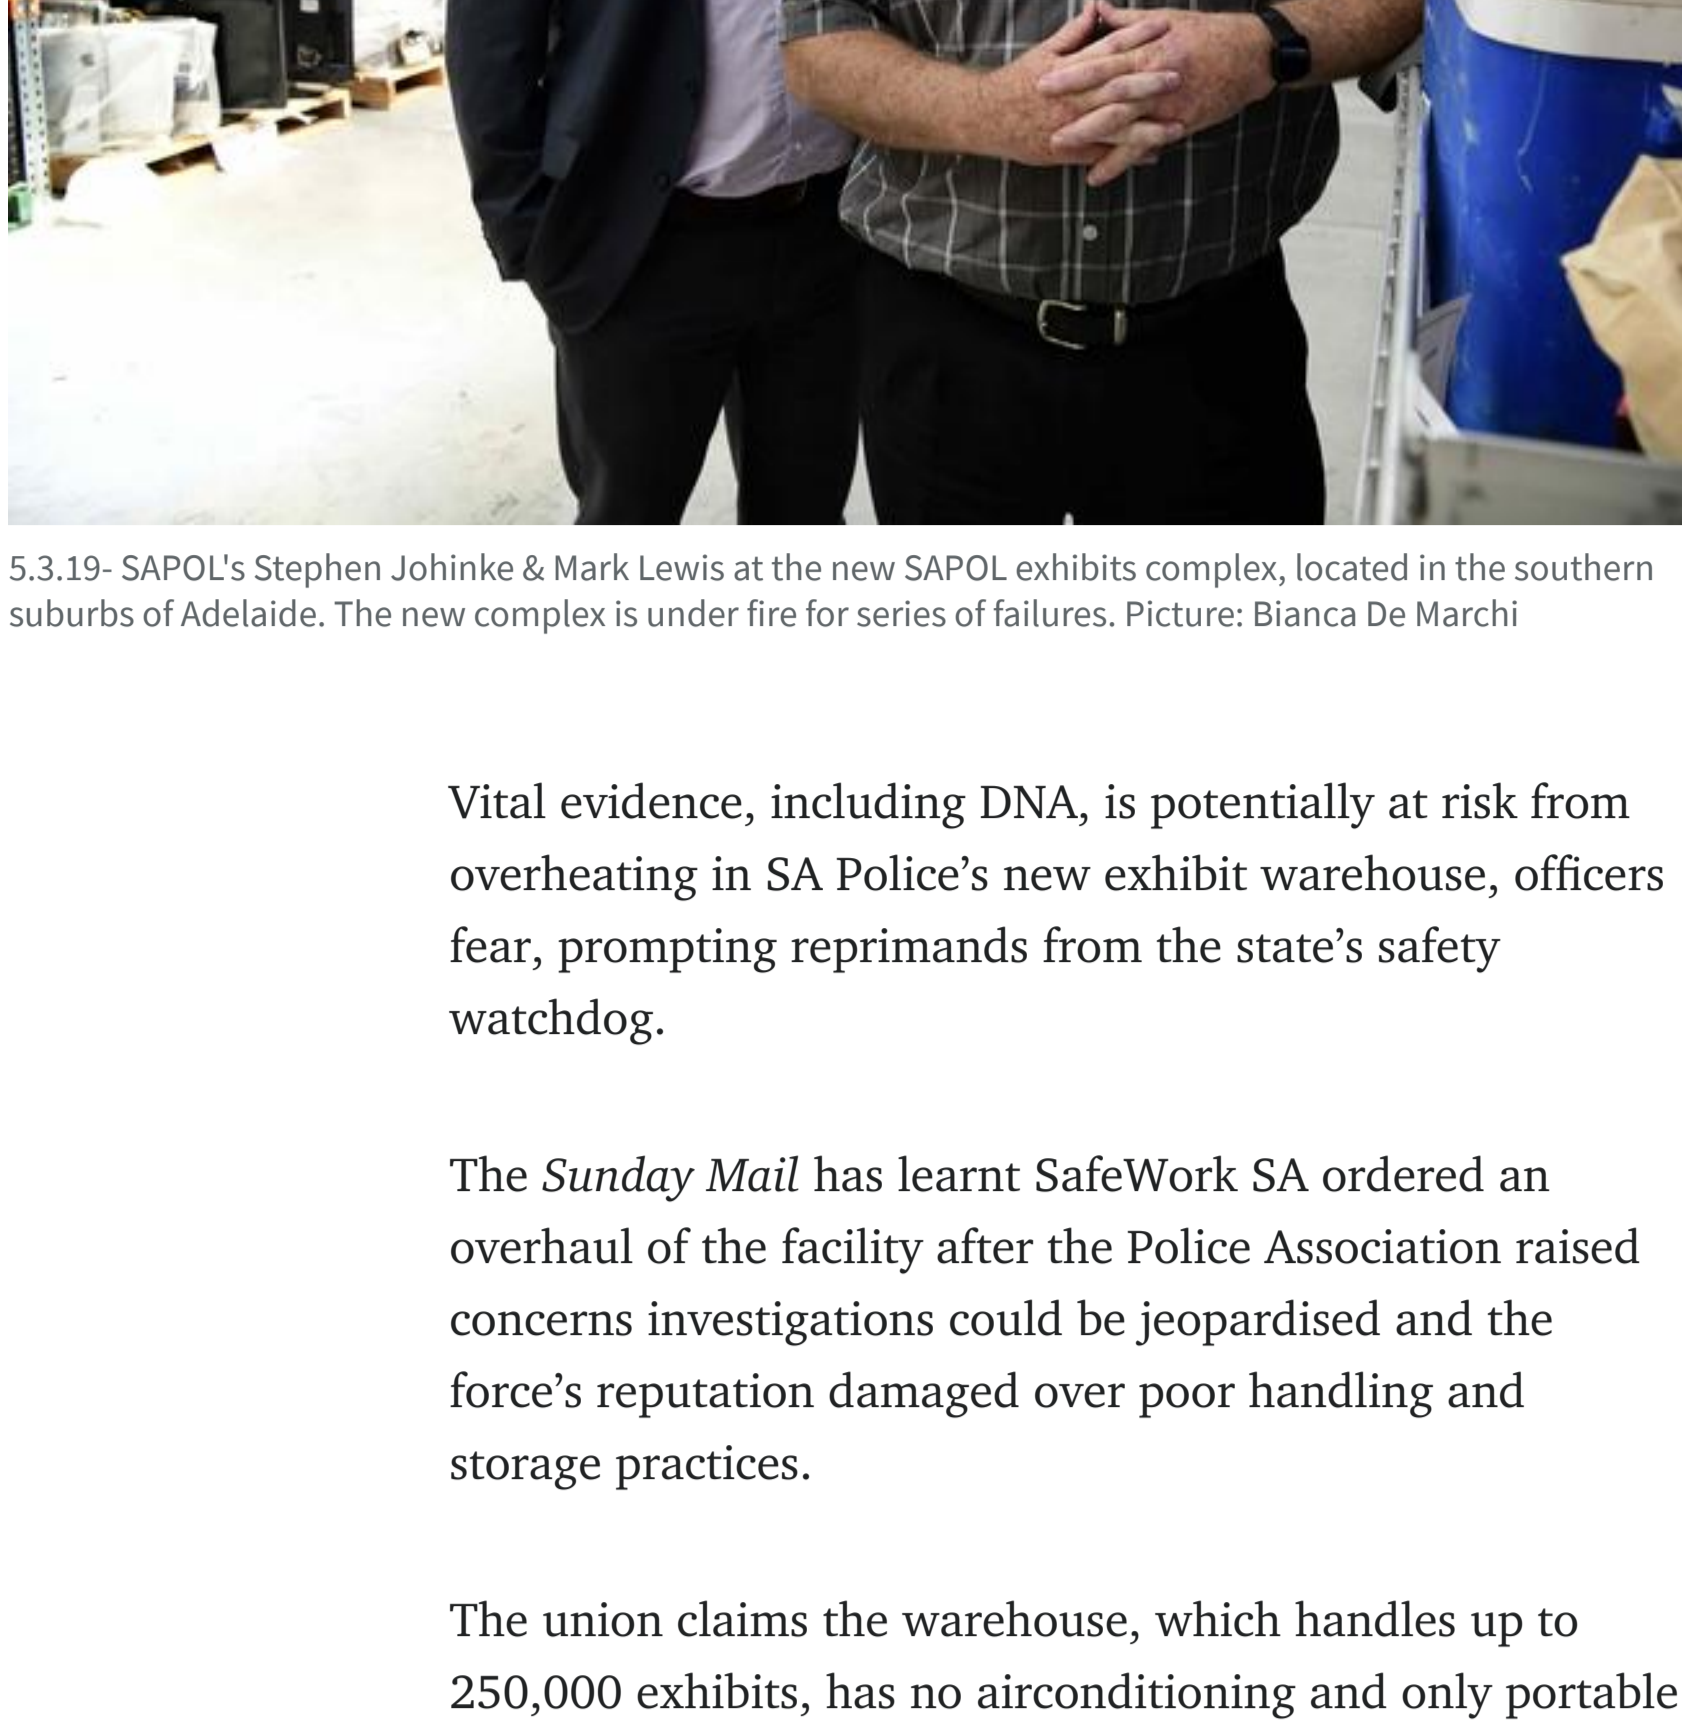 5.3.19- SAPOL's Stephen Johinke & Mark Lewis at the new SAPOL exhibits complex, located in the southern
suburbs of Adelaide. The new complex is under fire for series of failures. Picture: Bianca De Marchi
Vital evidence, including DNA, is potentially at risk from
overheating in SA Police’s new exhibit warehouse, officers
fear, prompting reprimands from the state’s safety
watchdog.
The Sunday Mail has learnt SafeWork SA ordered an
overhaul of the facility after the Police Association raised
concerns investigations could be jeopardised and the
force’s reputation damaged over poor handling and
storage practices.
The union claims the warehouse, which handles up to
250,000 exhibits, has no airconditioning and only portable